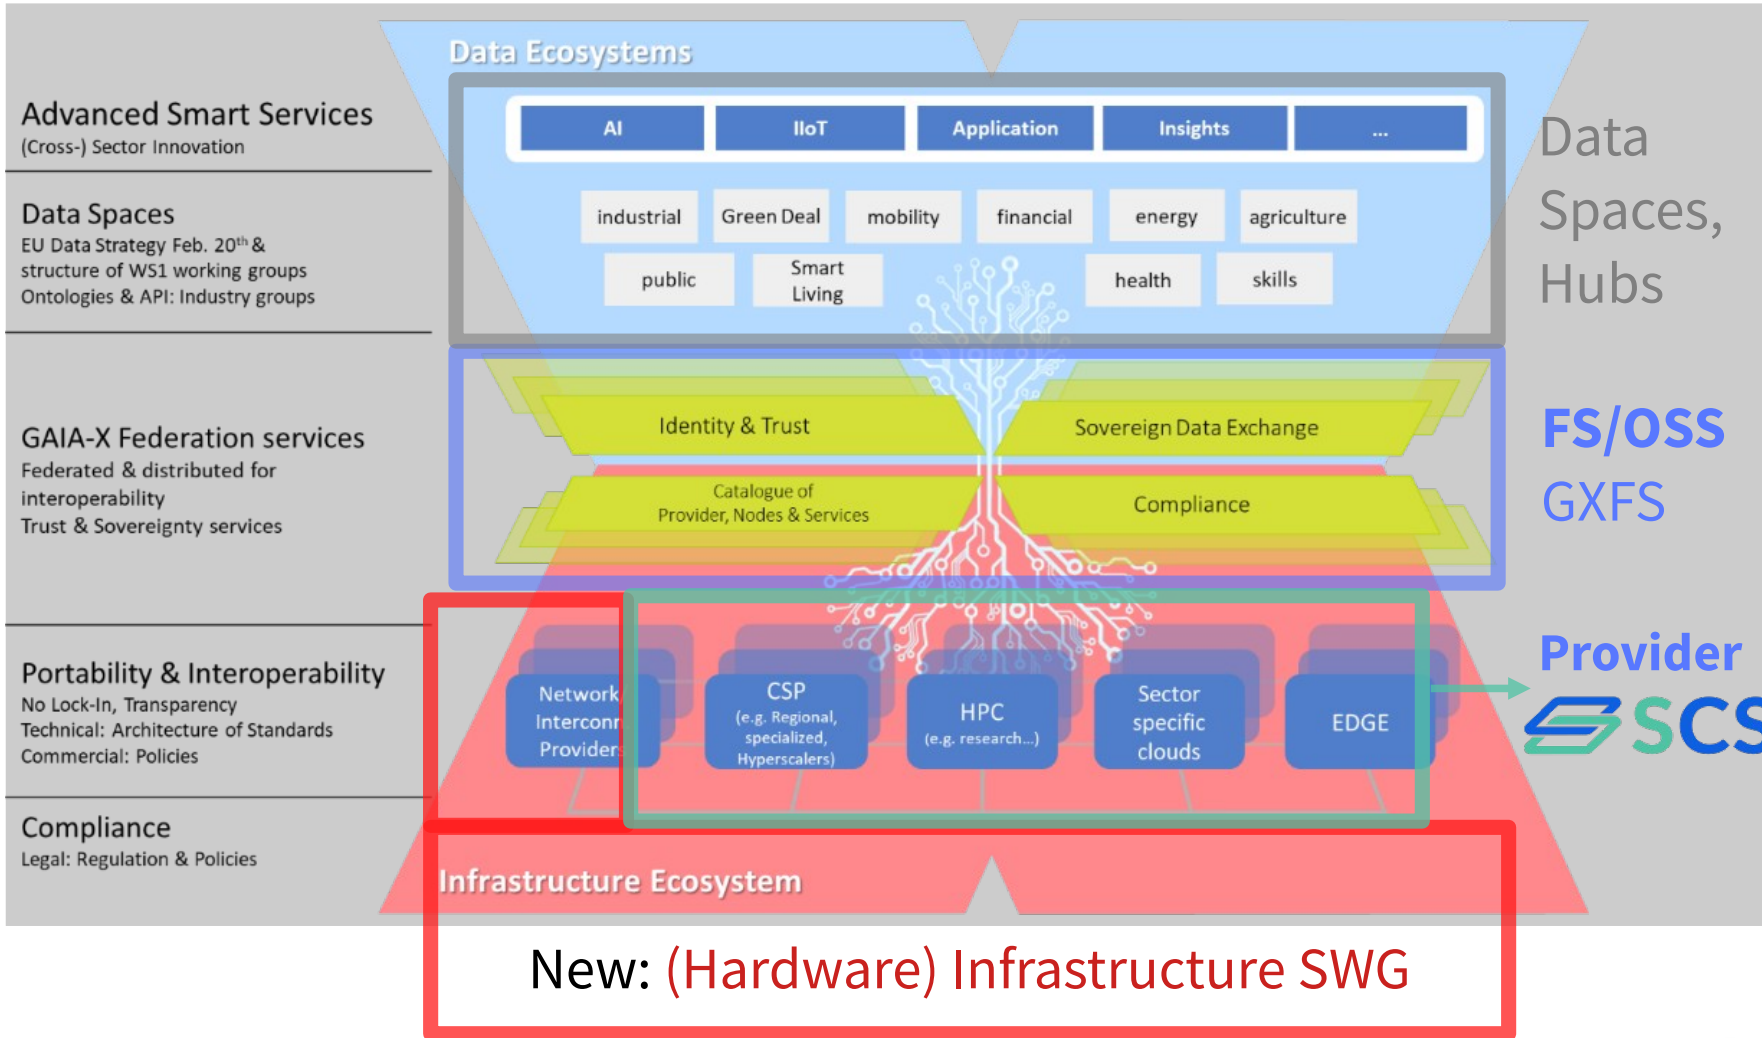 Data Ecosystems
Advanced Smart Services
(Cross-) Sector Innovation
AI
IIoT
Application
Insights
...
Data
Spaces,
Hubs
Data Spaces
EU Data Strategy Feb. 20th &
structure of WS1 working groups
Ontologies & API: Industry groups
industrial
Green Deal
mobility
financial
energy
agriculture
public
Smart
Living
health
skills
GAIA-X Federation services
Federated & distributed for
interoperability
Trust & Sovereignty services
Identity & Trust
Sovereign Data Exchange
Catalogue of
Provider, Nodes & Services
Compliance
FS/OSS
GXFS
Portability & Interoperability
No Lock-In, Transparency
Technical: Architecture of Standards
Commercial: Policies
Network
Interconn
Providers
CSP
(e.g. Regional,
specialized,
Hyperscalers)
HPC
(e.g. research...)
Sector
specific
clouds
EDGE
Provider
SCS
Compliance
Legal: Regulation & Policies
Infrastructure Ecosystem
New: (Hardware) Infrastructure SWG